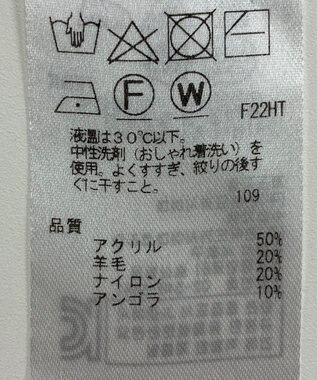 F W F22HT
液温は30℃以下。
中性洗剤(おしゃれ着洗い)を
使用。よくすすぎ、絞りの後す
ぐに干すこと。
109
品質
アクリル 50%
羊毛 20%
ナイロン 20%
アンゴラ 10%